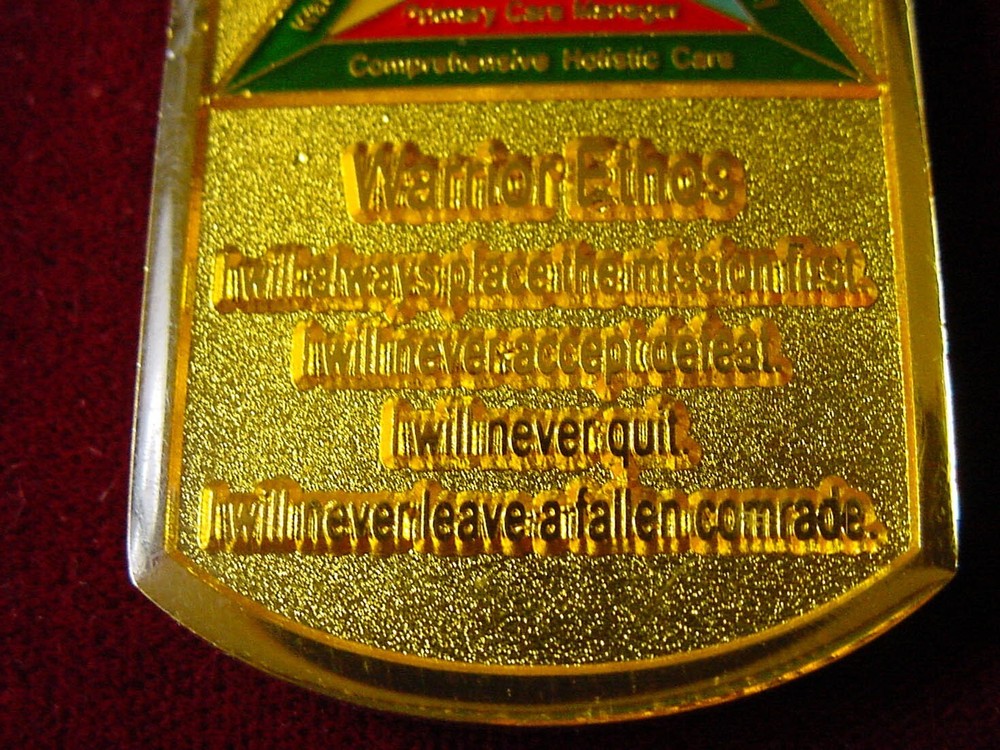 Primary Care Manager
Comprehensive Holistic Care
Warrior Ethos
I will always place the mission first.
I will never accept defeat.
I will never quit.
I will never leave a fallen comrade.